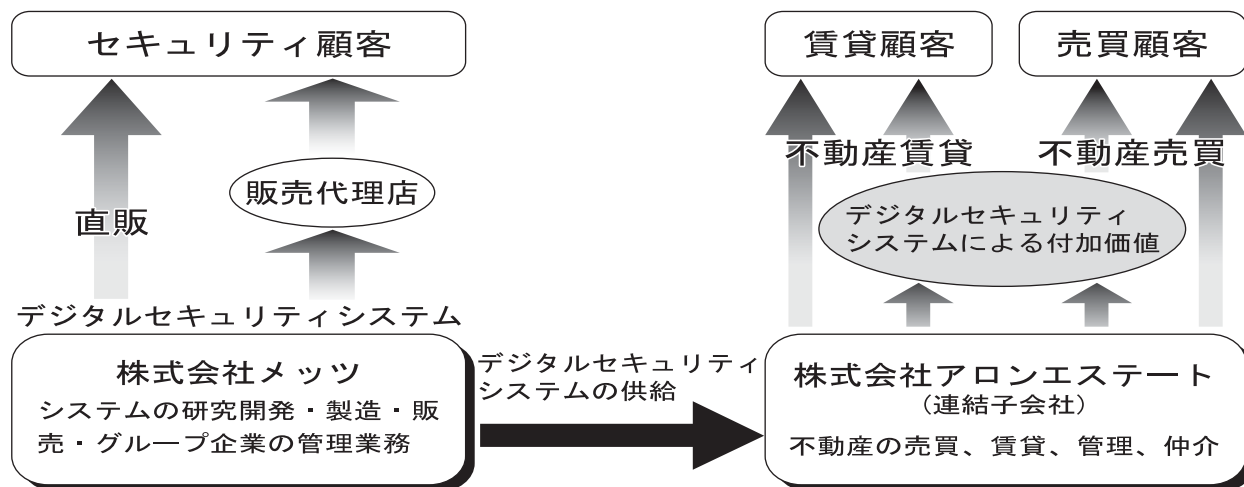 セキュリティ顧客
賃貸顧客
売買顧客
不動産賃貸
不動産売買
販売代理店
直販
デジタルセキュリティ
システムによる付加価値
デジタルセキュリティシステム
株式会社メッツ
システムの研究開発・製造・販
売・グループ企業の管理業務
デジタルセキュリティ
システムの供給
株式会社アロンエステート
（連結子会社）
不動産の売買、賃貸、管理、仲介